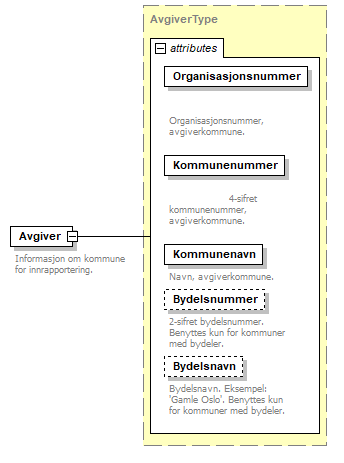 AvgiverType
attributes
Organisasjonsnummer
Organisasjonsnummer,
avgiverkommune.
Kommunenummer
4-sifret
kommunenummer,
avgiverkommune.
Avgiver
Informasjon om kommune
for innrapportering.
Kommunenavn
Navn, avgiverkommune.
Bydelsnummer
2-sifret bydelsnummer.
Benyttes kun for kommuner
med bydeler.
Bydelsnavn
Bydelsnavn. Eksempel:
'Gamle Oslo'. Benyttes kun
for kommuner med bydeler.